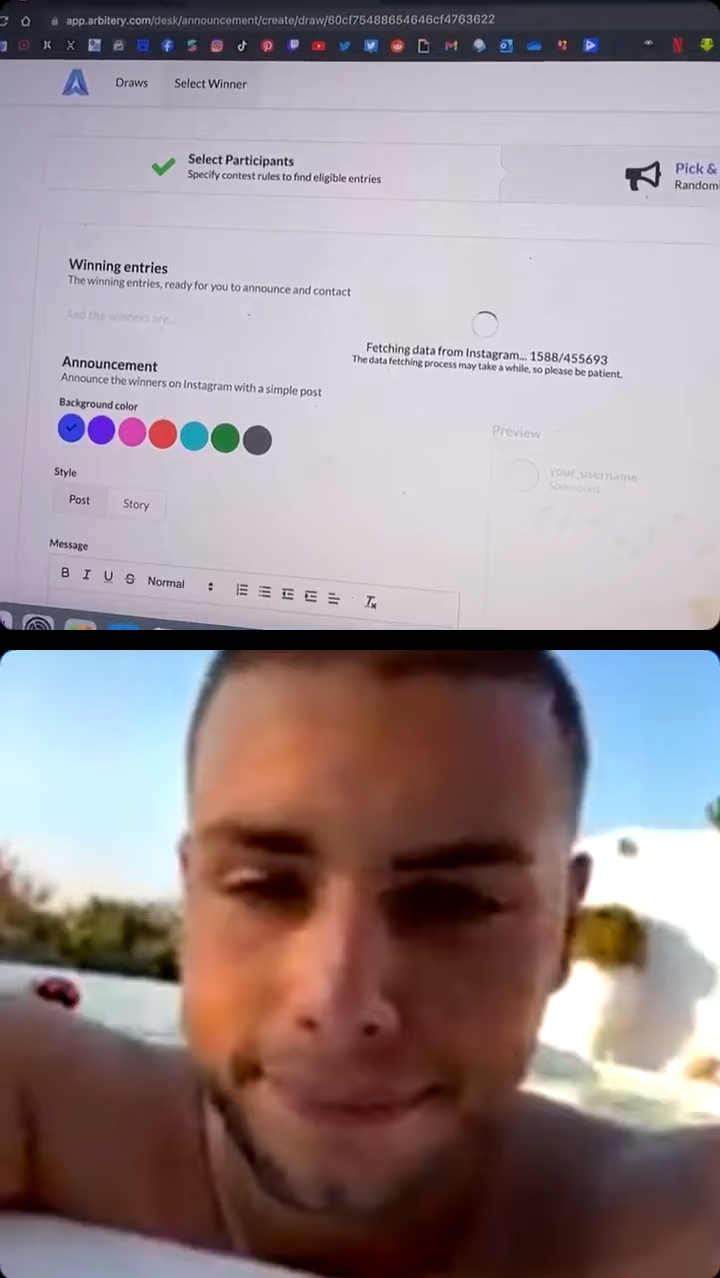 app.arbitery.com/desk/announcement/create/draw/60cf75488654646cf4763622
Draws Select Winner
Select Participants
Specify contest rules to find eligible entries
Pick &
Random
Winning entries
The winning entries, ready for you to announce and contact
And the winners are...
Fetching data from Instagram... 1588/455693
The data fetching process may take a while, so please be patient.
Announcement
Announce the winners on Instagram with a simple post
Background color
Preview
your_username
Sponsored
Style
Post Story
Message
B I U S Normal